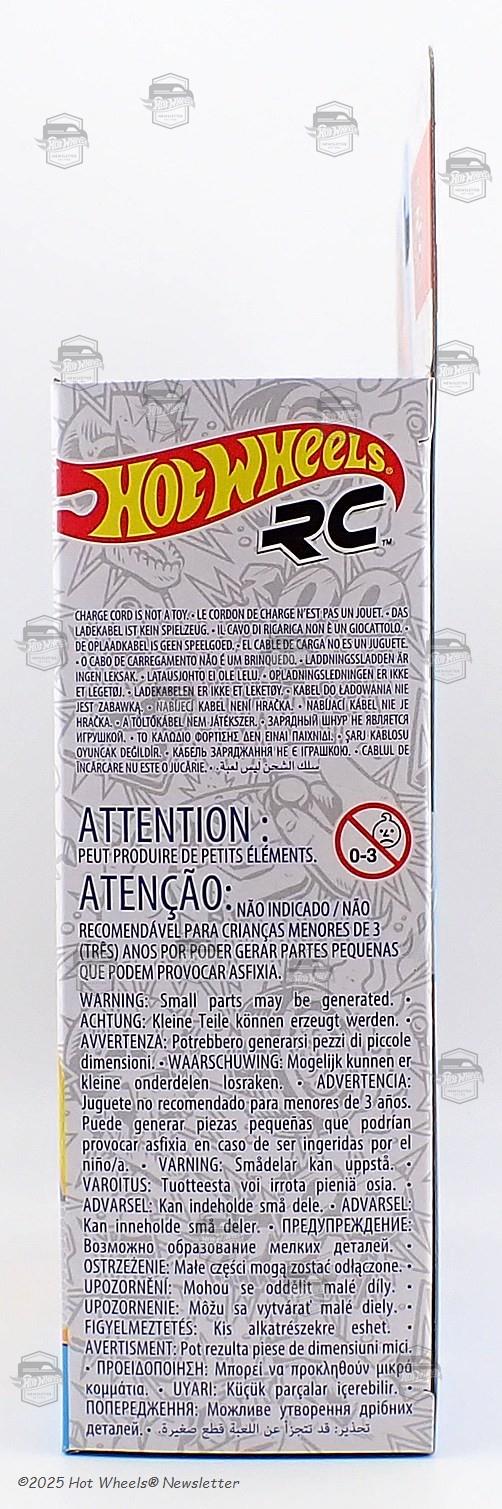 HOT WHEELS®
RC™
CHARGE CORD IS NOT A TOY. • LE CORDON DE CHARGE N'EST PAS UN JOUET. • DAS
LADEKABEL IST KEIN SPIELZEUG. • IL CAVO DI RICARICA NON È UN GIOCATTOLO. •
DE OPLAADKABEL IS GEEN SPEELGOED. • EL CABLE DE CARGA NO ES UN JUGUETE.
• O CABO DE CARREGAMENTO NÃO É UM BRINQUEDO. • LADDNINGSSLADDEN ÄR
INGEN LEKSAK. • LATAUSJOHTO EI OLE LELU. • OPLADNINGSLEDNINGEN ER IKKE
ET LEGETØJ. • LADEKABELEN ER IKKE ET LEKETØY. • KABEL DO ŁADOWANIA NIE
JEST ZABAWKĄ. • NABÍJECÍ KABEL NENÍ HRAČKA. • NABÍJACÍ KÁBEL NIE JE
HRAČKA. • A TÖLTŐKÁBEL NEM JÁTÉKSZER. • ЗАРЯДНЫЙ ШНУР НЕ ЯВЛЯЕТСЯ
ИГРУШКОЙ. • ΤΟ ΚΑΛΩΔΙΟ ΦΟΡΤΙΣΗΣ ΔΕΝ ΕΙΝΑΙ ΠΑΙΧΝΙΔΙ. • ŞARJ KABLOSU
OYUNCAK DEĞİLDİR. • КАБЕЛЬ ЗАРЯДЖАННЯ НЕ Є ІГРАШКОЮ. • CABLUL DE
ÎNCĂRCARE NU ESTE O JUCĂRIE. • سلك الشحن ليس لعبة.
ATTENTION :
PEUT PRODUIRE DE PETITS ÉLÉMENTS.
0-3
ATENÇÃO: NÃO INDICADO / NÃO
RECOMENDÁVEL PARA CRIANÇAS MENORES DE 3
(TRÊS) ANOS POR PODER GERAR PARTES PEQUENAS
QUE PODEM PROVOCAR ASFIXIA.
WARNING: Small parts may be generated. •
ACHTUNG: Kleine Teile können erzeugt werden. •
AVVERTENZA: Potrebbero generarsi pezzi di piccole
dimensioni. • WAARSCHUWING: Mogelijk kunnen er
kleine onderdelen losraken. • ADVERTENCIA:
Juguete no recomendado para menores de 3 años.
Puede generar piezas pequeñas que podrían
provocar asfixia en caso de ser ingeridas por el
niño/a. • VARNING: Smådelar kan uppstå. •
VAROITUS: Tuotteesta voi irrota pieniä osia. •
ADVARSEL: Kan indeholde små dele. • ADVARSEL:
Kan inneholde små deler. • ПРЕДУПРЕЖДЕНИЕ:
Возможно образование мелких деталей. •
OSTRZEŻENIE: Małe części mogą zostać odłączone. •
UPOZORNĚNÍ: Mohou se oddělit malé díly. •
UPOZORNENIE: Môžu sa vytvárať malé diely. •
FIGYELMEZTETÉS: Kis alkatrészekre eshet. •
AVERTISMENT: Pot rezulta piese de dimensiuni mici.
• ΠΡΟΕΙΔΟΠΟΙΗΣΗ: Μπορεί να προκληθούν μικρά
κομμάτια. • UYARI: Küçük parçalar içerebilir. •
ПОПЕРЕДЖЕННЯ: Можливе утворення дрібних
деталей. • تحذير: قد تتجزأ عن اللعبة قطع صغيرة.
©2025 Hot Wheels® Newsletter